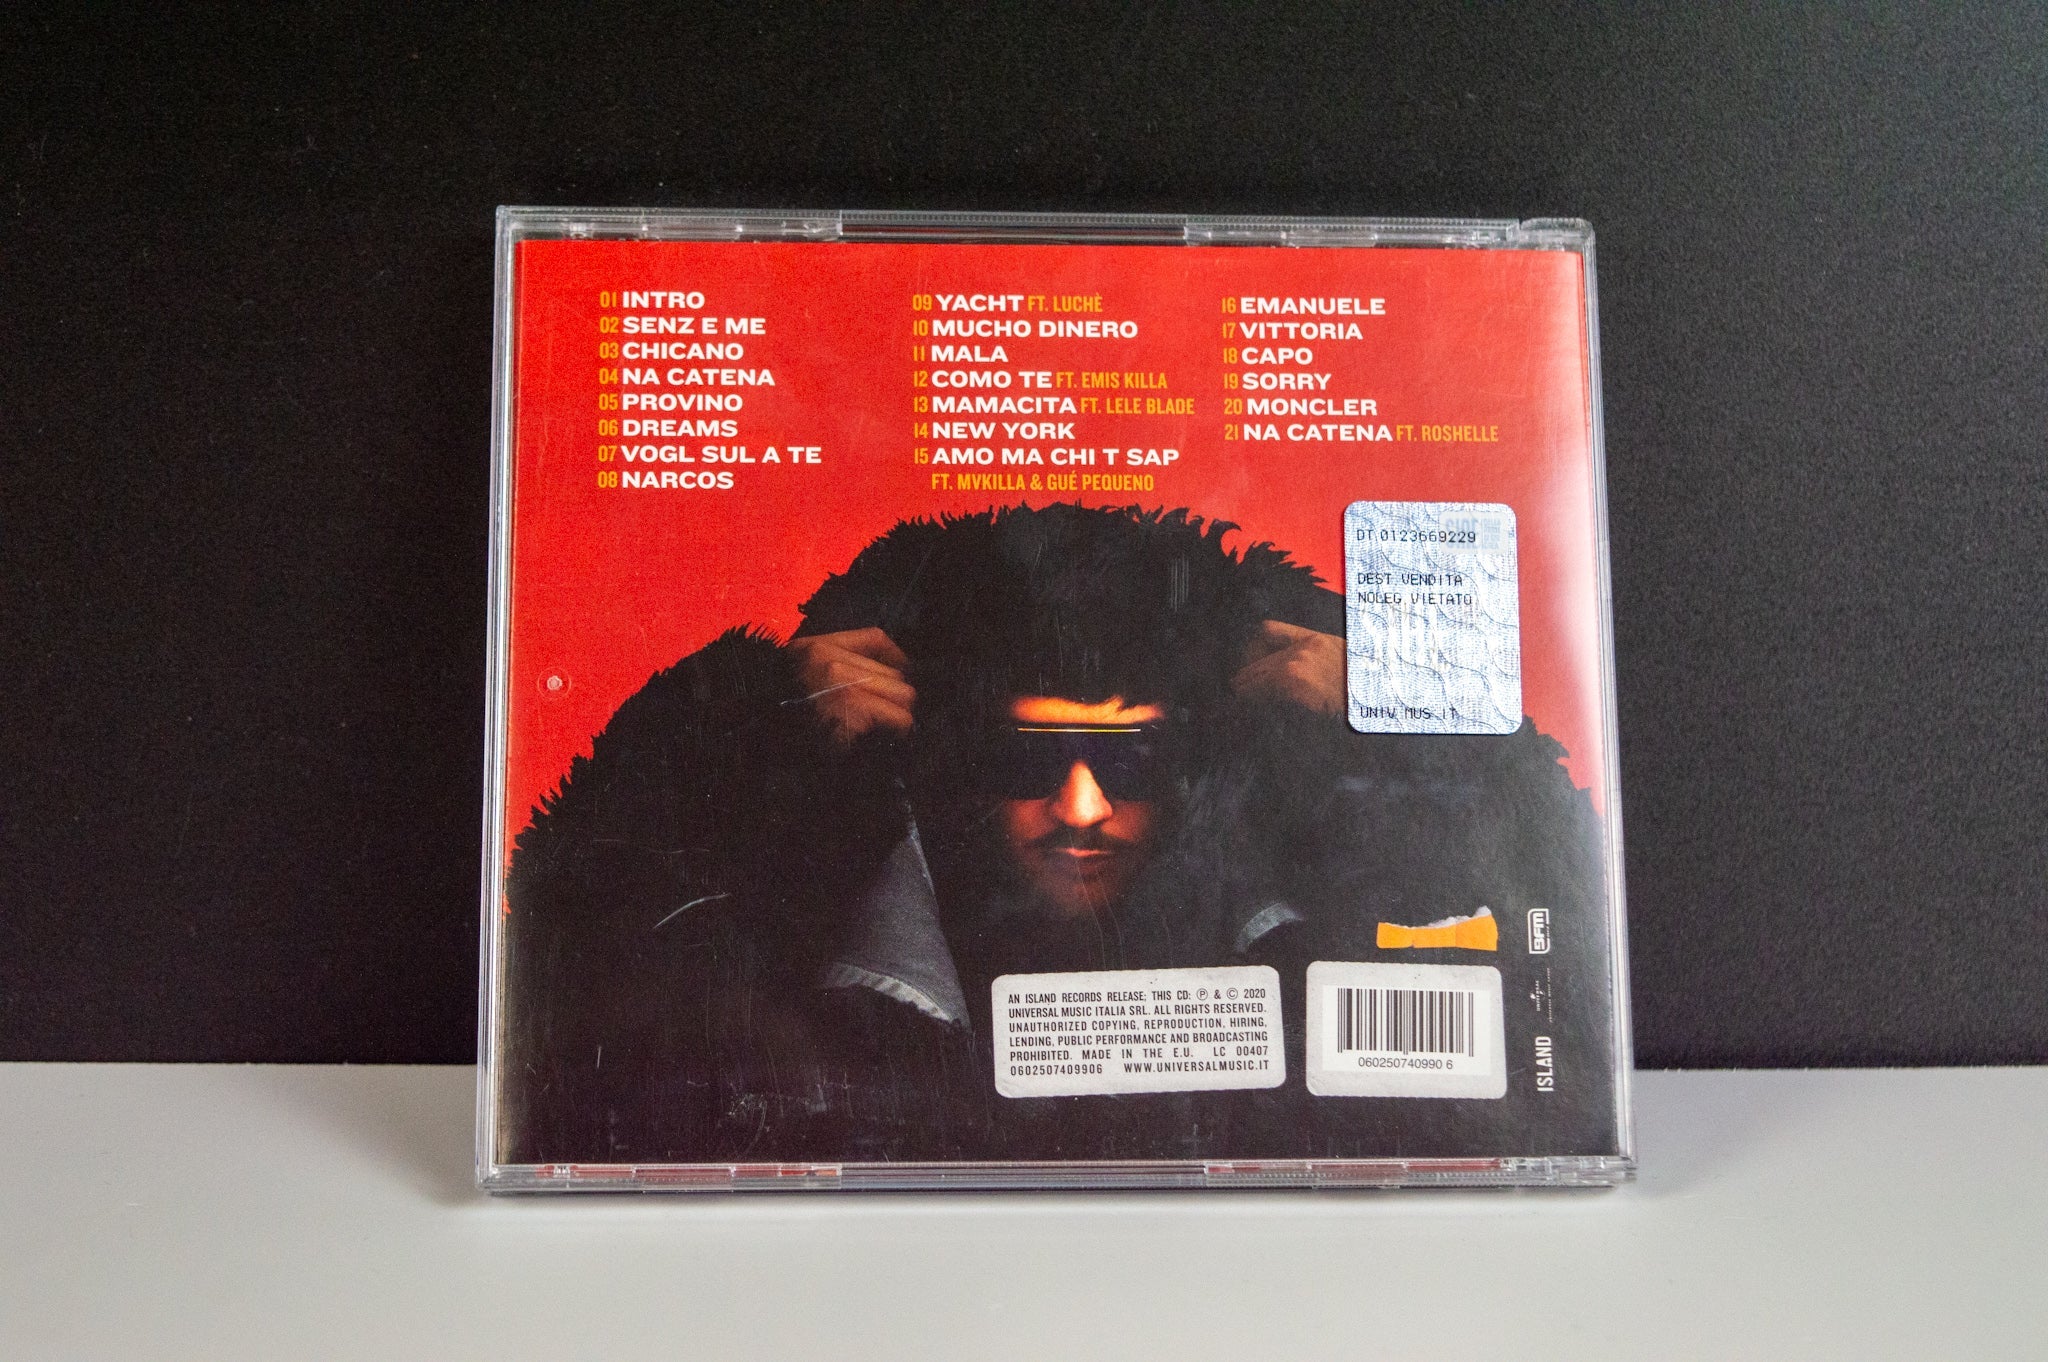 01 INTRO
02 SENZ E ME
03 CHICANO
04 NA CATENA
05 PROVINO
06 DREAMS
07 VOGL SUL A TE
08 NARCOS
09 YACHT FT. LUCHÈ
10 MUCHO DINERO
11 MALA
12 COMO TE FT. EMIS KILLA
13 MAMACITA FT. LELE BLADE
14 NEW YORK
15 AMO MA CHI T SAP
FT. MVKILLA & GUÉ PEQUENO
16 EMANUELE
17 VITTORIA
18 CAPO
19 SORRY
20 MONCLER
21 NA CATENA FT. ROSHELLE
DT 0123669229
DEST VENDITA
NOLEG VIETATO
UNIV MUS IT
AN ISLAND RECORDS RELEASE; THIS CD: Ⓟ & © 2020
UNIVERSAL MUSIC ITALIA SRL. ALL RIGHTS RESERVED.
UNAUTHORIZED COPYING, REPRODUCTION, HIRING,
LENDING, PUBLIC PERFORMANCE AND BROADCASTING
PROHIBITED. MADE IN THE E.U. LC 00407
0602507409906 WWW.UNIVERSALMUSIC.IT
060250740990 6
BFM
ISLAND